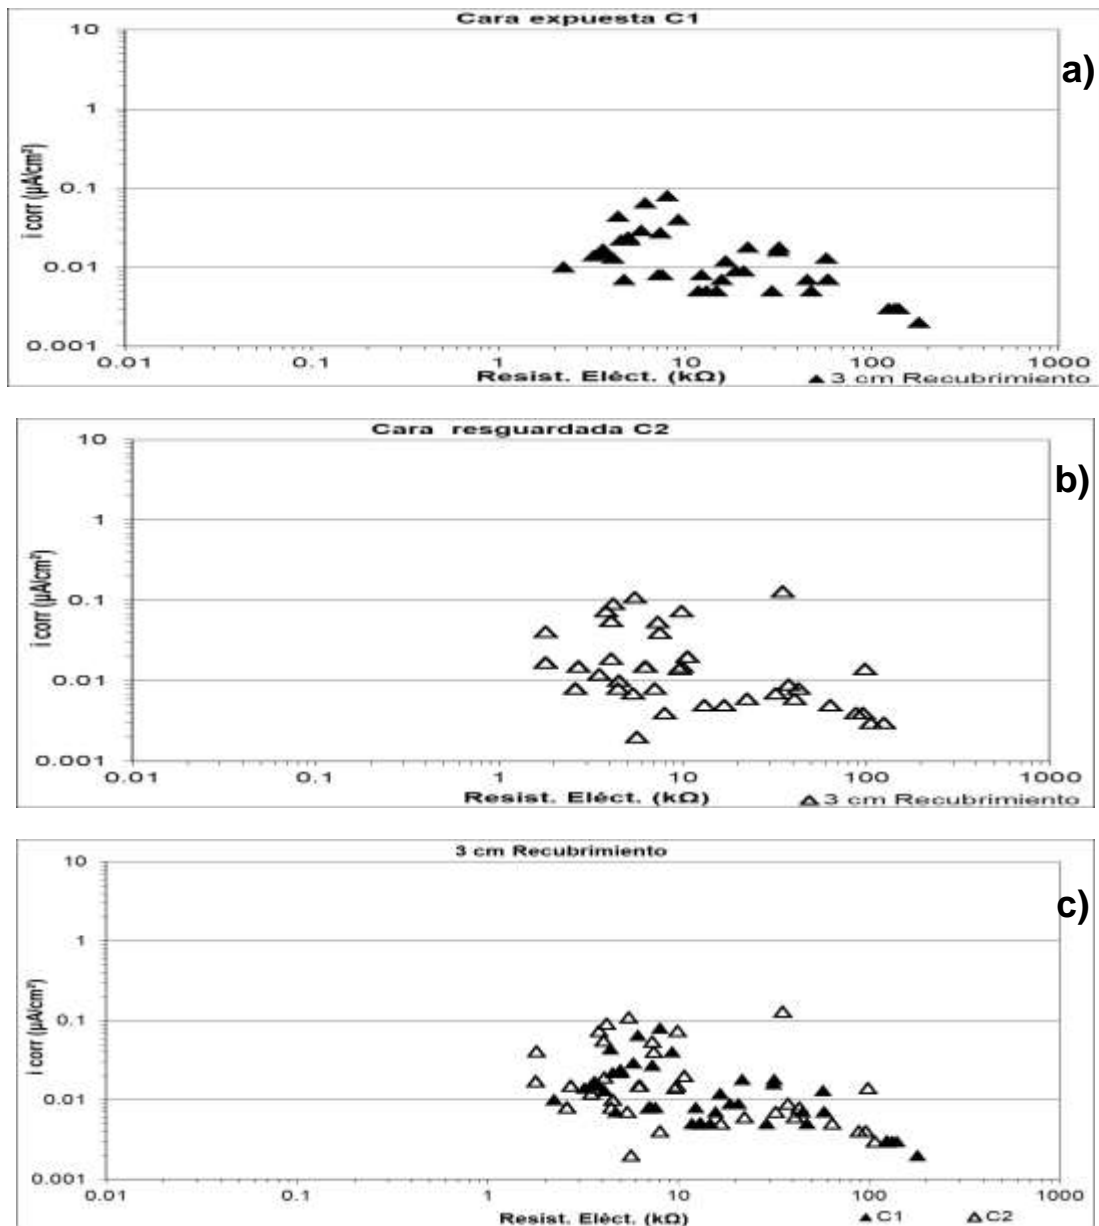 Cara expuesta C1
a)
10
1
0.1
0.01
0.001
i corr (µA/cm²)
0.01 0.1 1 10 100 1000
Resist. Eléct. (kΩ)
3 cm Recubrimiento
Cara resguardada C2
b)
10
1
0.1
0.01
0.001
i corr (µA/cm²)
0.01 0.1 1 10 100 1000
Resist. Eléct. (kΩ)
3 cm Recubrimiento
3 cm Recubrimiento
c)
10
1
0.1
0.01
0.001
i corr (µA/cm²)
0.01 0.1 1 10 100 1000
Resist. Eléct. (kΩ)
C1 C2